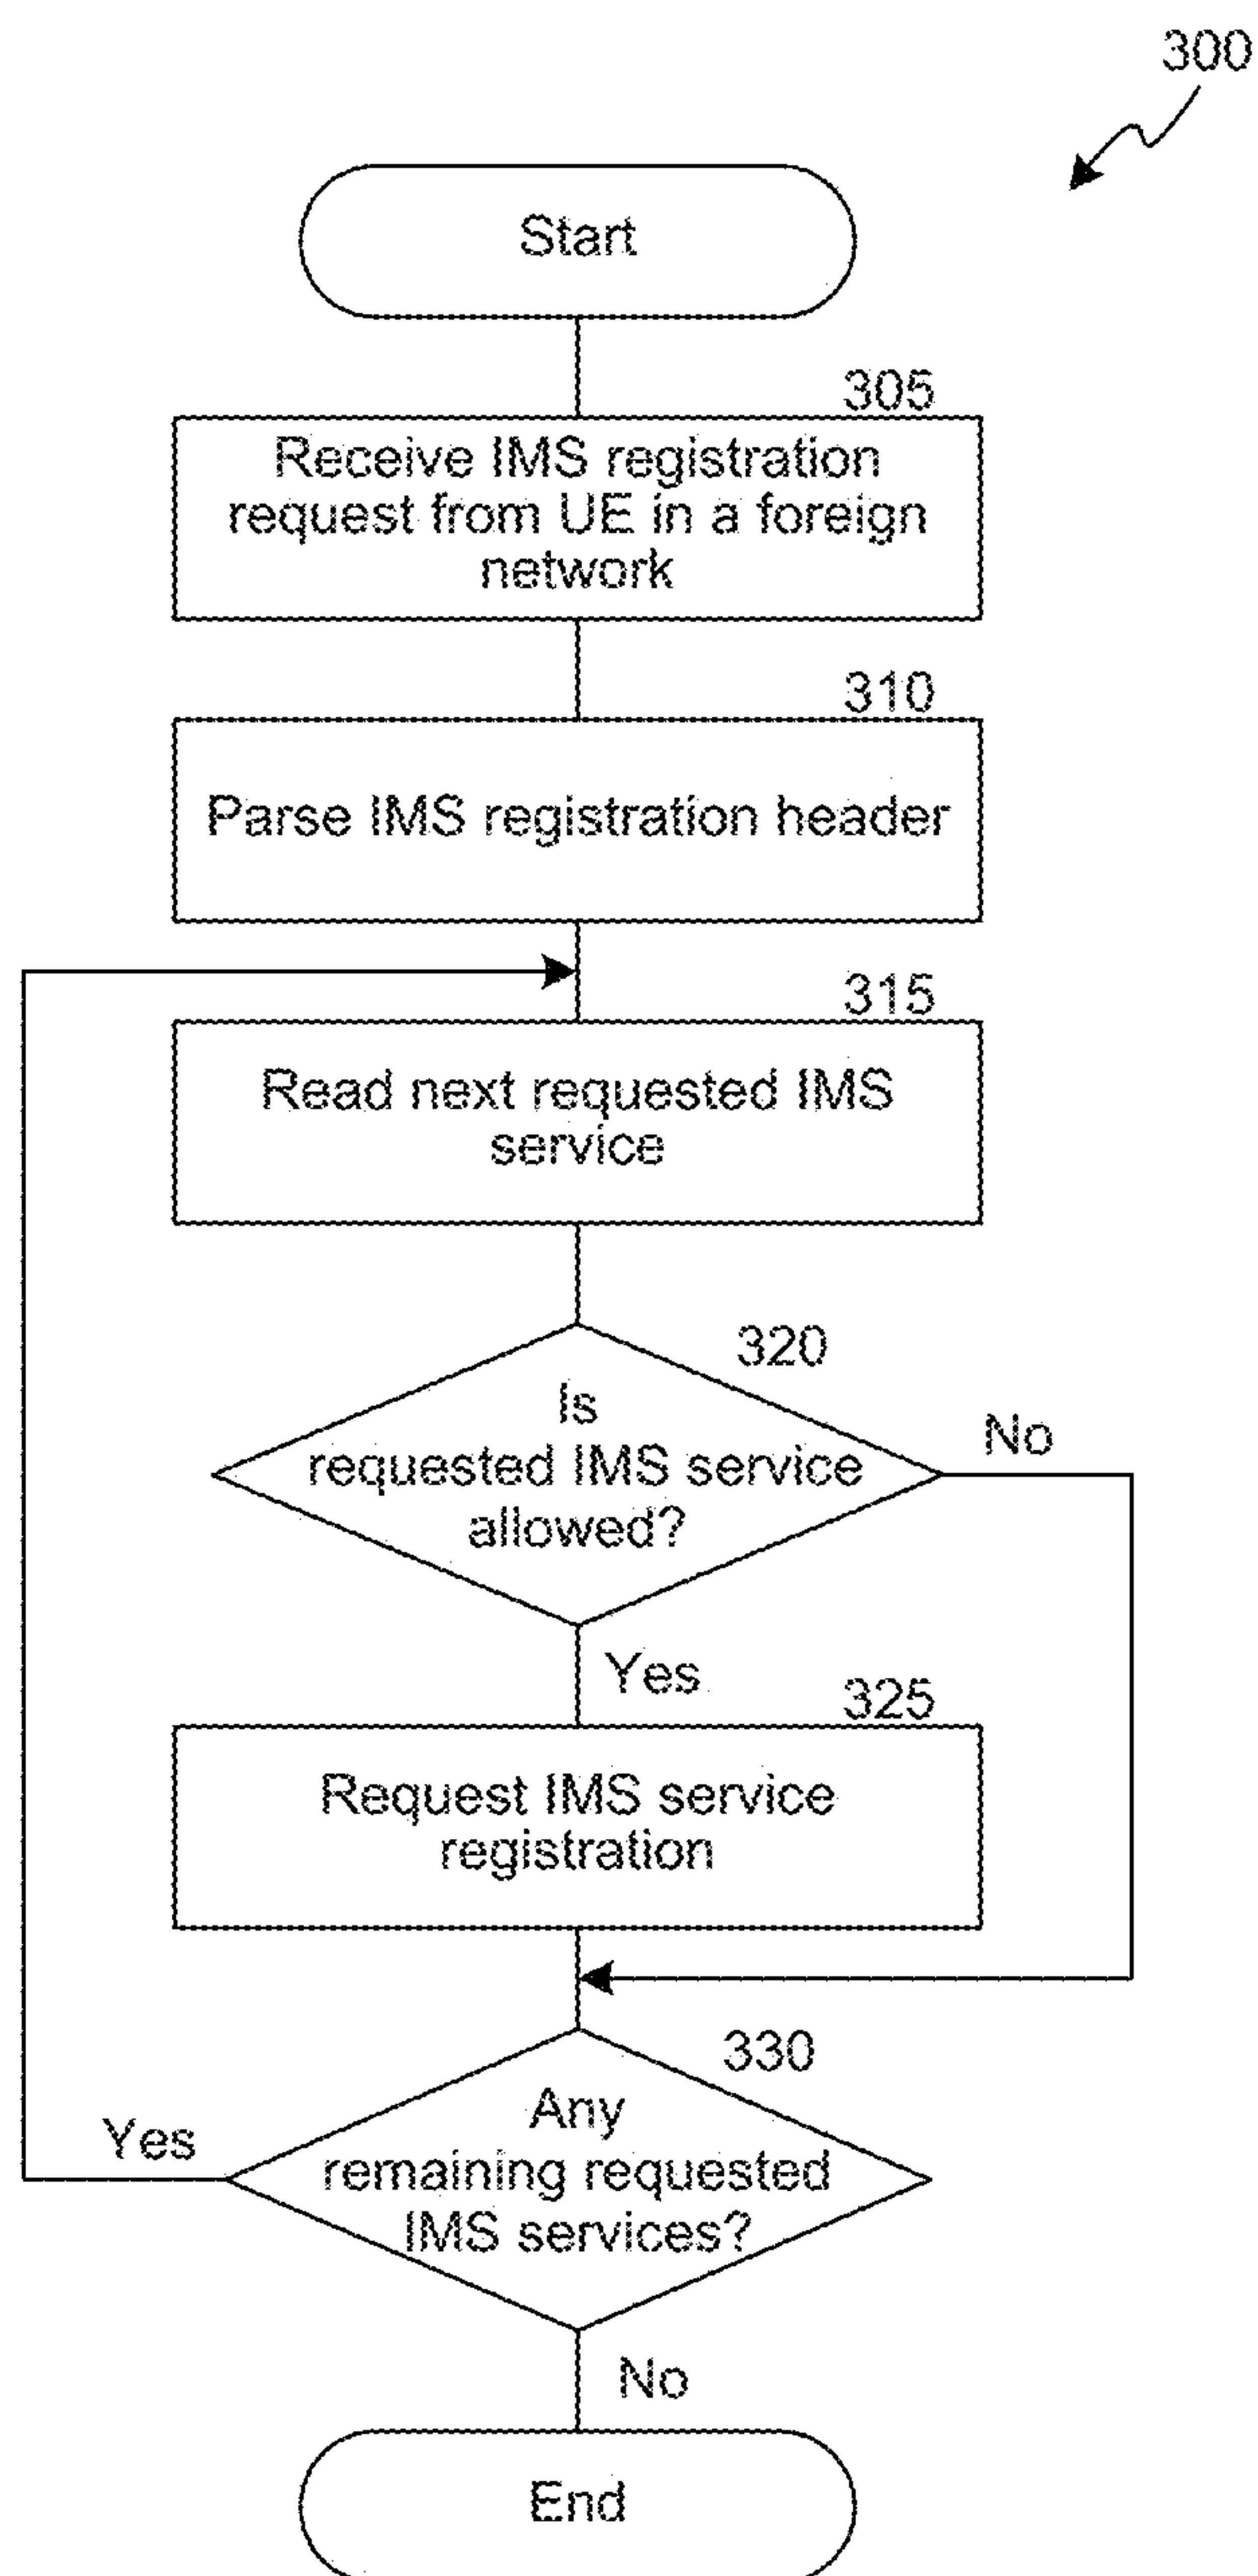 300
Start
305
Receive IMS registration
request from UE in a foreign
network
310
Parse IMS registration header
315
Read next requested IMS
service
320
Is
requested IMS service
allowed?
No
Yes
325
Request IMS service
registration
330
Any
remaining requested
IMS services?
Yes
No
End